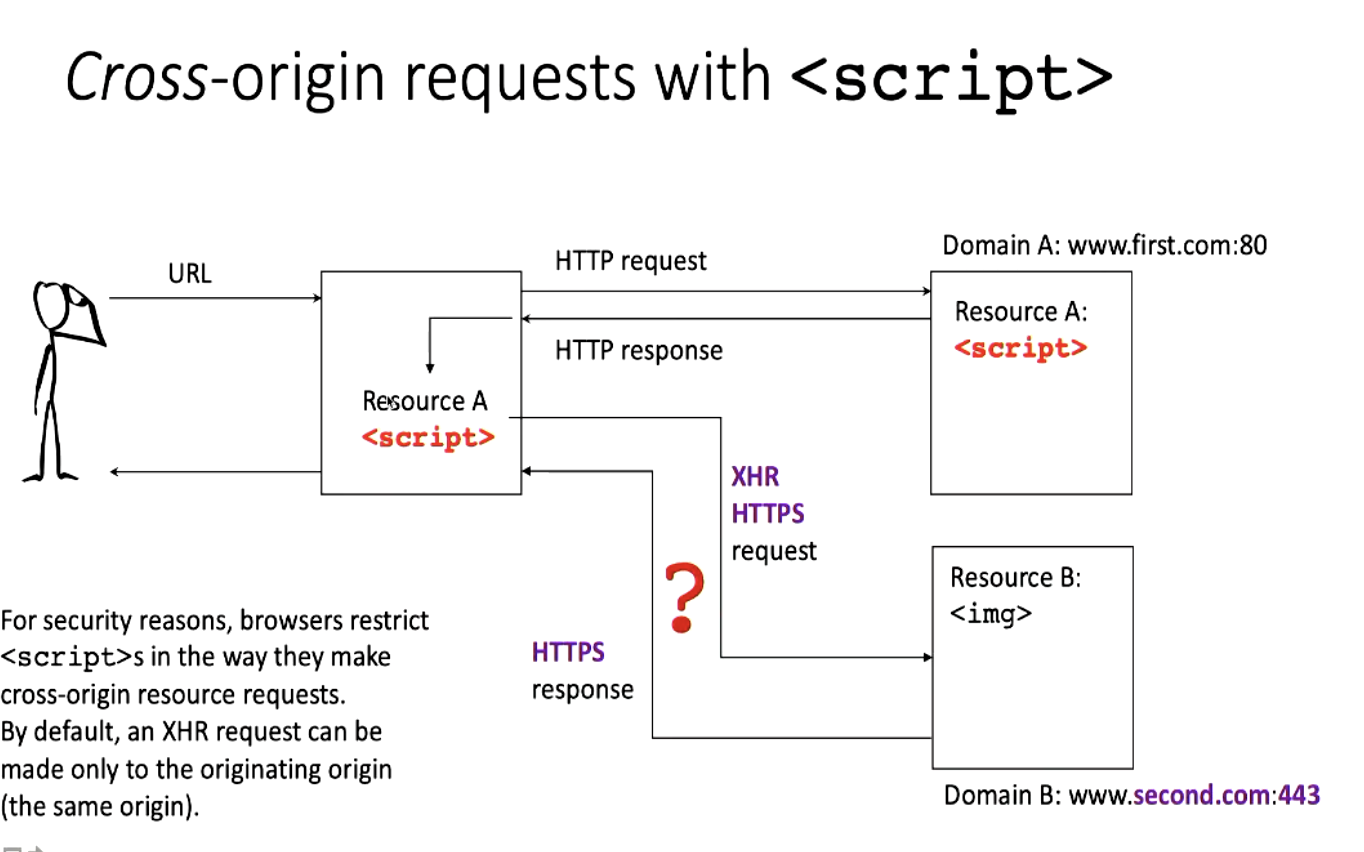 Cross-origin requests with <script>
Domain A: www.first.com:80
HTTP request
URL
Resource A:
<script>
HTTP response
Resource A
<script>
XHR
HTTPS
request
Resource B:
<img>
?
For security reasons, browsers restrict
<script>s in the way they make
cross-origin resource requests.
By default, an XHR request can be
made only to the originating origin
(the same origin).
HTTPS
response
Domain B: www.second.com:443